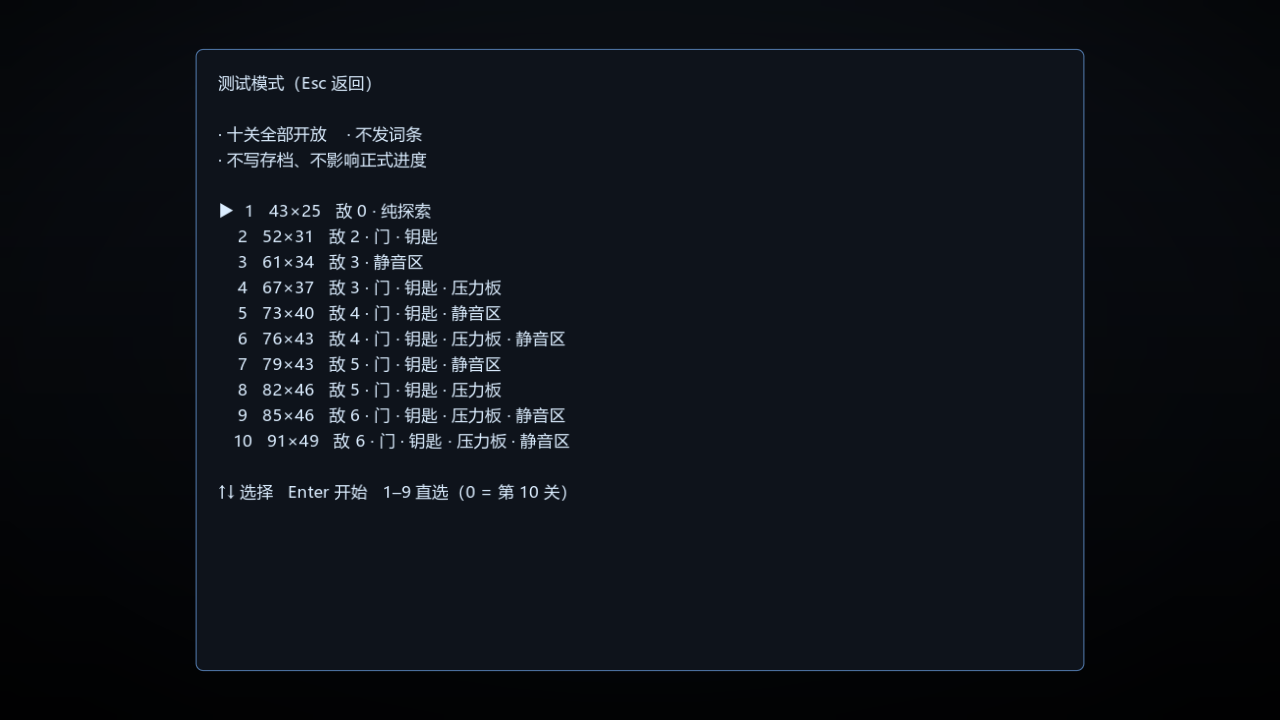 测试模式（Esc 返回）
· 十关全部开放 · 不发词条
· 不写存档、不影响正式进度
▶ 1 43×25 敌 0 · 纯探索
2 52×31 敌 2 · 门 · 钥匙
3 61×34 敌 3 · 静音区
4 67×37 敌 3 · 门 · 钥匙 · 压力板
5 73×40 敌 4 · 门 · 钥匙 · 静音区
6 76×43 敌 4 · 门 · 钥匙 · 压力板 · 静音区
7 79×43 敌 5 · 门 · 钥匙 · 静音区
8 82×46 敌 5 · 门 · 钥匙 · 压力板
9 85×46 敌 6 · 门 · 钥匙 · 压力板 · 静音区
10 91×49 敌 6 · 门 · 钥匙 · 压力板 · 静音区
↑↓ 选择 Enter 开始 1–9 直选（0 = 第 10 关）